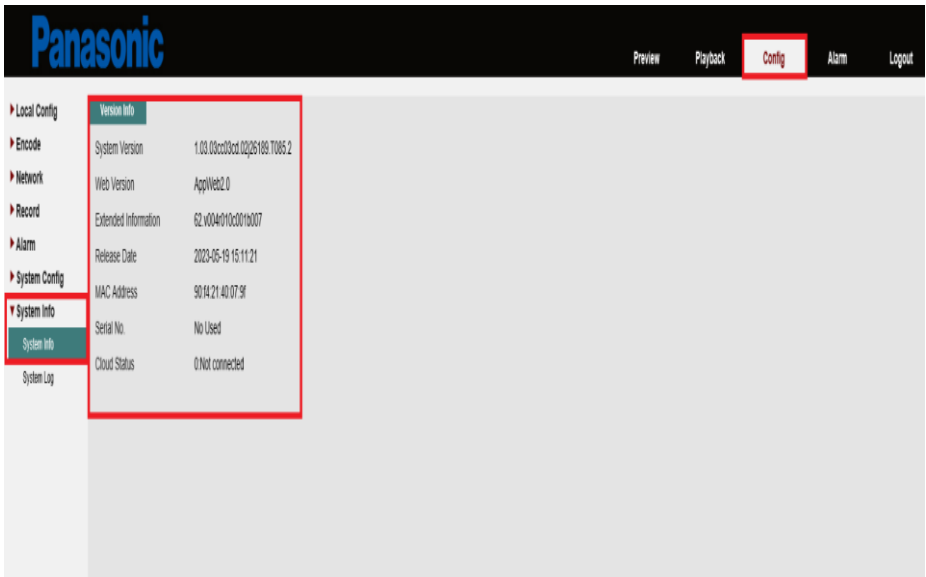 Panasonic
Preview Playback Config Alarm Logout
Local Config
Encode
Network
Record
Alarm
System Config
System Info
System Info
System Log
Version Info
System Version 1.03.03cc03cd.02j26189.T085.2
Web Version AppWeb2.0
Extended Information 62.v004r010c001b007
Release Date 2023-05-19 15:11:21
MAC Address 90:f4:21:40:07:9f
Serial No. No Used
Cloud Status 0:Not connected